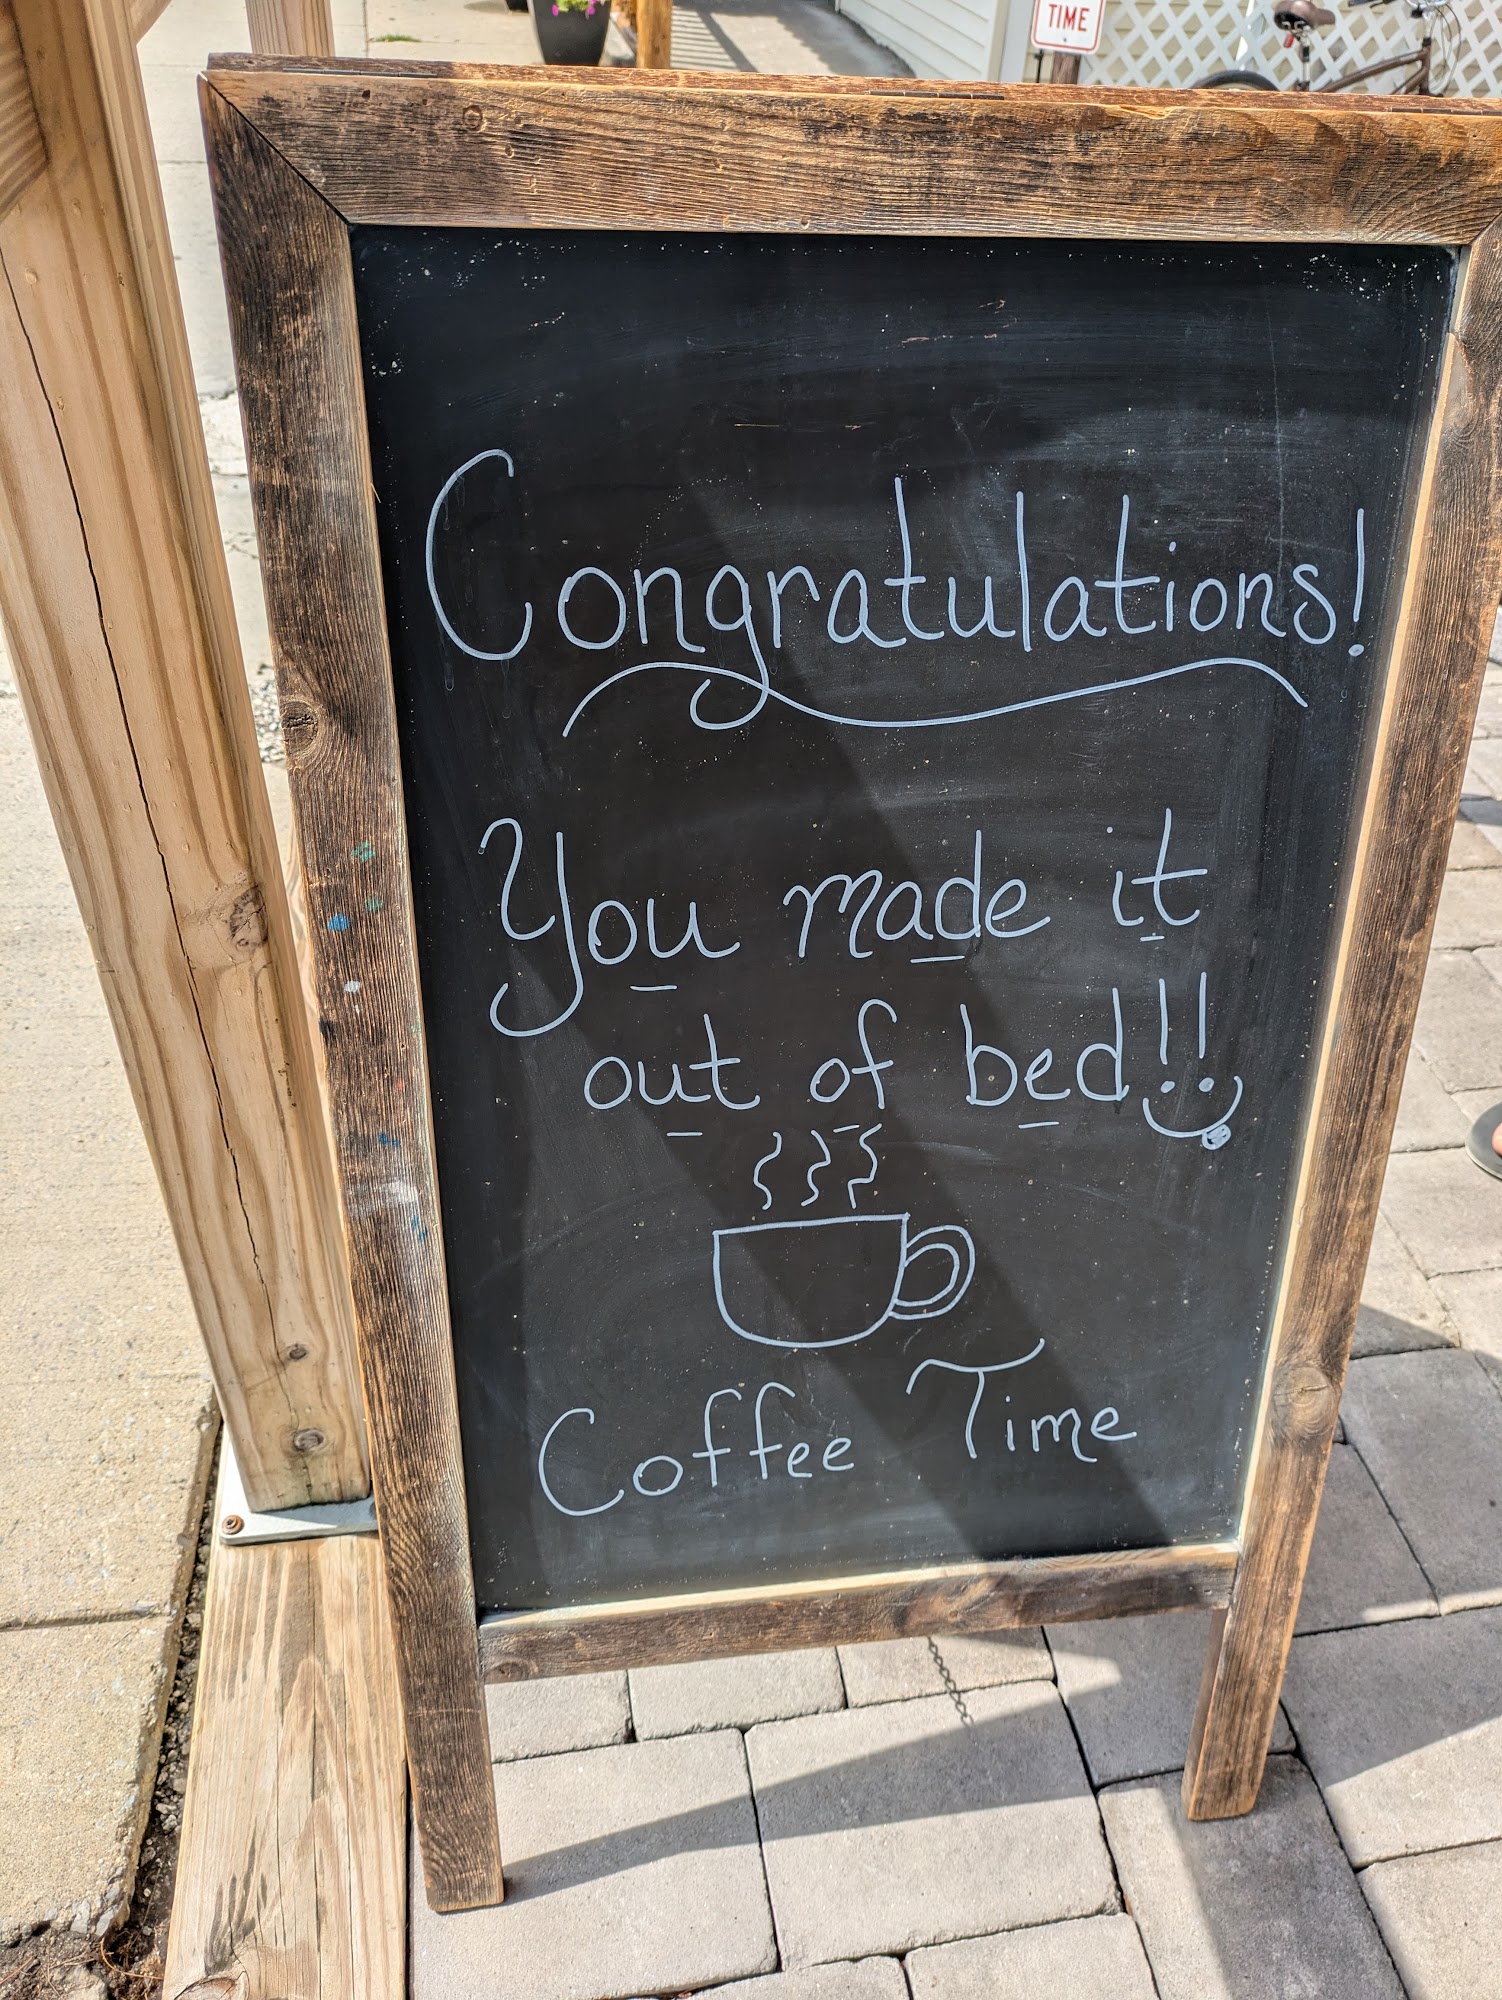 TIME
Congratulations!
You made it
out of bed!!
Coffee Time